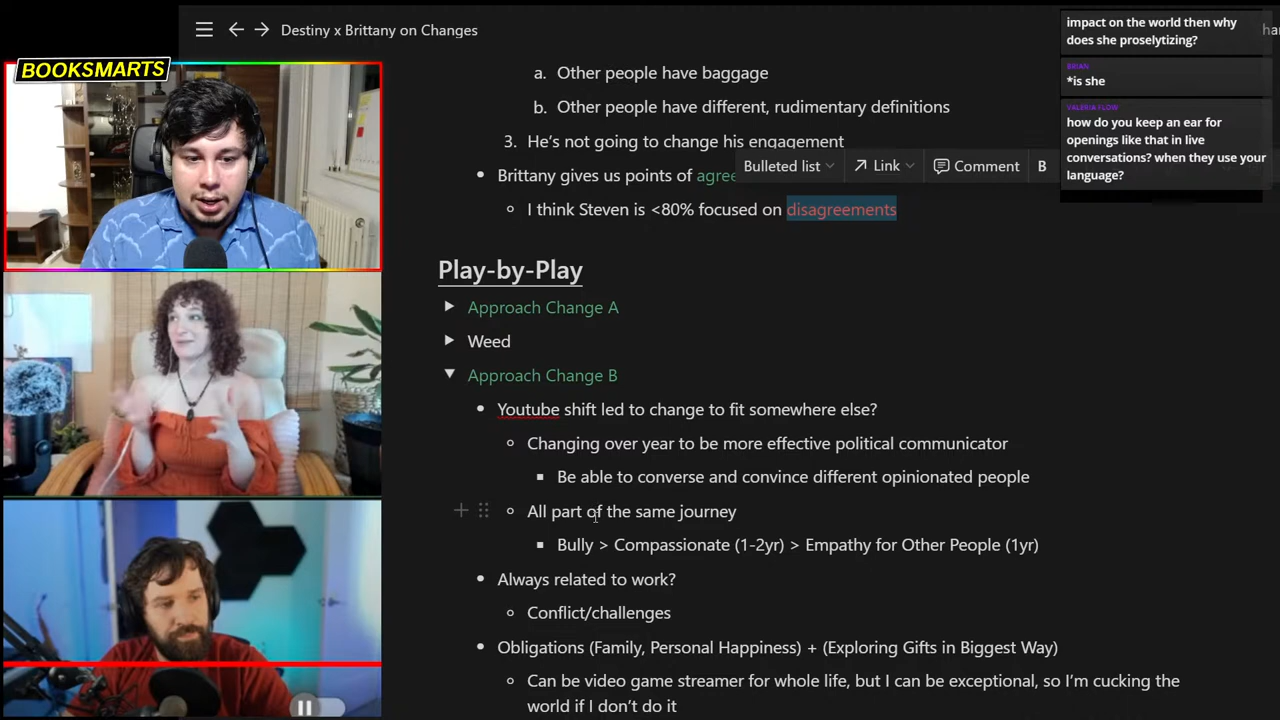 Destiny x Brittany on Changes
BOOKSMARTS
a. Other people have baggage
b. Other people have different, rudimentary definitions
3. He's not going to change his engagement
Bulleted list
Link
Comment
B
• Brittany gives us points of agree
I think Steven is <80% focused on disagreements
Play-by-Play
Approach Change A
Weed
Approach Change B
• Youtube shift led to change to fit somewhere else?
Changing over year to be more effective political communicator
▪ Be able to converse and convince different opinionated people
All part of the same journey
▪ Bully > Compassionate (1-2yr) > Empathy for Other People (1yr)
• Always related to work?
Conflict/challenges
• Obligations (Family, Personal Happiness) + (Exploring Gifts in Biggest Way)
Can be video game streamer for whole life, but I can be exceptional, so I'm cucking the
world if I don't do it
impact on the world then why
does she proselytizing?
BRIAN
*is she
VALERIAFLOW
how do you keep an ear for
openings like that in live
conversations? when they use your
language?